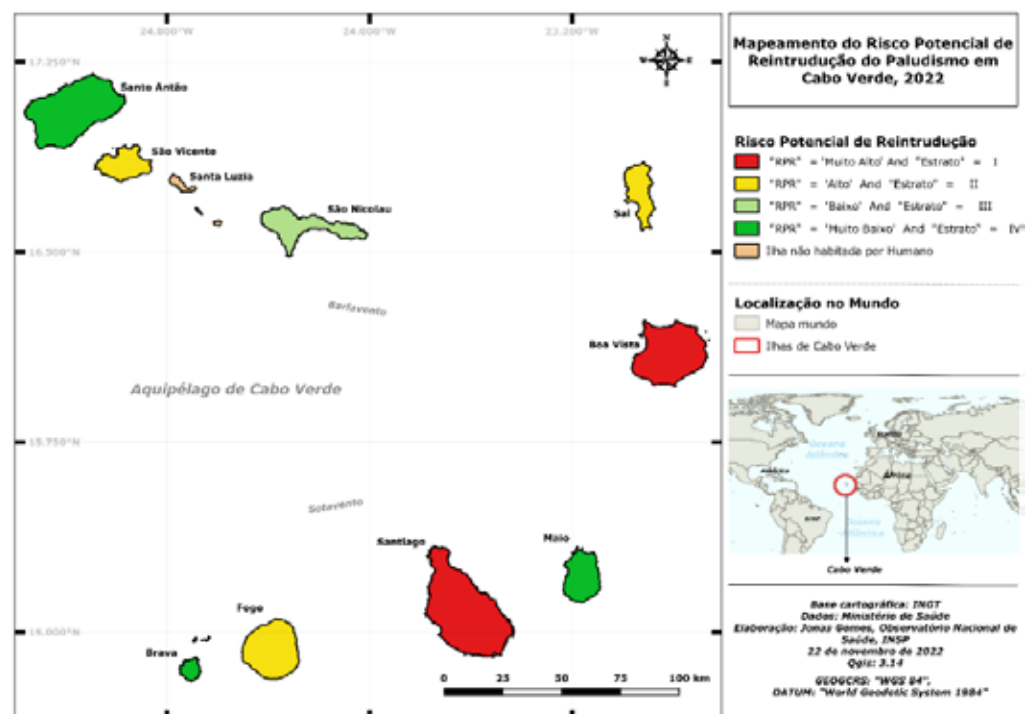 24.800°W 24.000°W 23.200°W
17.250°N
16.500°N
15.750°N
15.000°N
Santo Antão
São Vicente
Santa Luzia
São Nicolau
Sal
Barlavento
Boa Vista
Aquipélago de Cabo Verde
Sotavento
Santiago
Maio
Fogo
Brava
0 25 50 75 100 km
N
W E
S
Mapeamento do Risco Potencial de
Reintrudução do Paludismo em
Cabo Verde, 2022
Risco Potencial de Reintrudução
"RPR" = 'Muito Alto' And "Estrato" = I
"RPR" = 'Alto' And "Estrato" = II
"RPR" = 'Baixo' And "Estrato" = III
"RPR" = 'Muito Baixo' And "Estrato" = IV'
Ilha não habitada por Humano
Localização no Mundo
Mapa mundo
Ilhas de Cabo Verde
Oceano
Atlântico
África
Oceano
Atlântico
Cabo Verde
Base cartográfica: INGT
Dados: Ministério de Saúde
Elaboração: Jonas Gomes, Observatório Nacional de
Saúde, INSP
22 de novembro de 2022
Qgis: 3.14
GEOGCRS: "WGS 84",
DATUM: "World Geodetic System 1984"